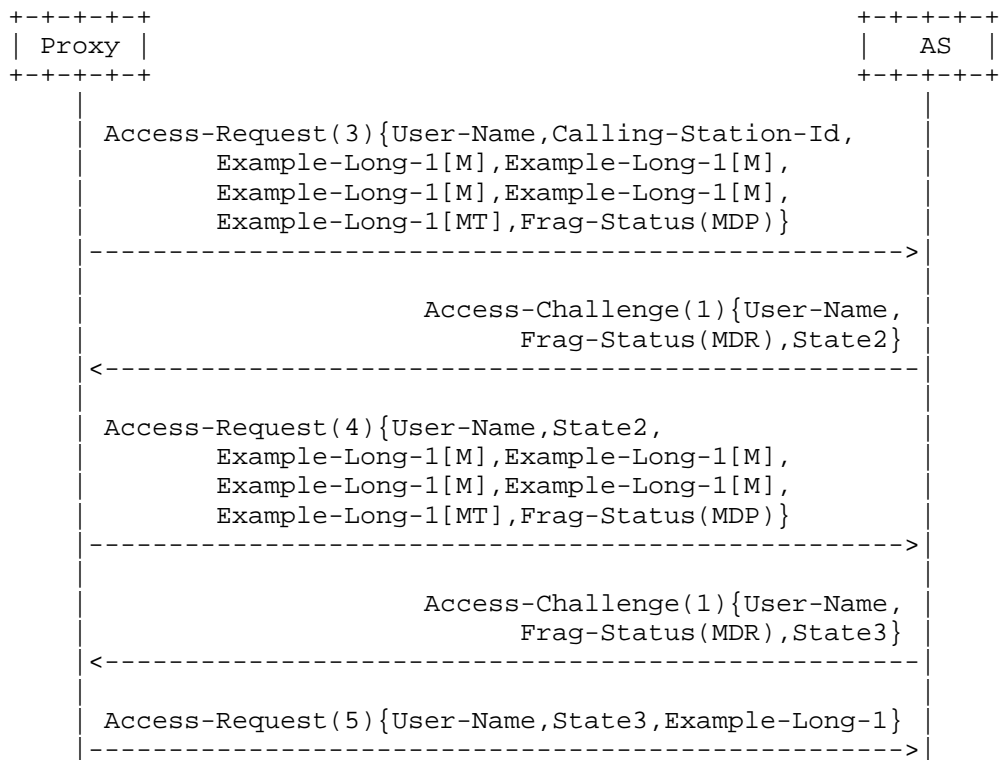 +-+-+-+-+ +-+-+-+-+
| Proxy | | AS |
+-+-+-+-+ +-+-+-+-+
Access-Request(3){User-Name,Calling-Station-Id,
Example-Long-1[M],Example-Long-1[M],
Example-Long-1[M],Example-Long-1[M],
Example-Long-1[MT],Frag-Status(MDP)}
----------------------------------------------------->
Access-Challenge(1){User-Name,
Frag-Status(MDR),State2}
<-----------------------------------------------------
Access-Request(4){User-Name,State2,
Example-Long-1[M],Example-Long-1[M],
Example-Long-1[M],Example-Long-1[M],
Example-Long-1[MT],Frag-Status(MDP)}
----------------------------------------------------->
Access-Challenge(1){User-Name,
Frag-Status(MDR),State3}
<-----------------------------------------------------
Access-Request(5){User-Name,State3,Example-Long-1}
----------------------------------------------------->